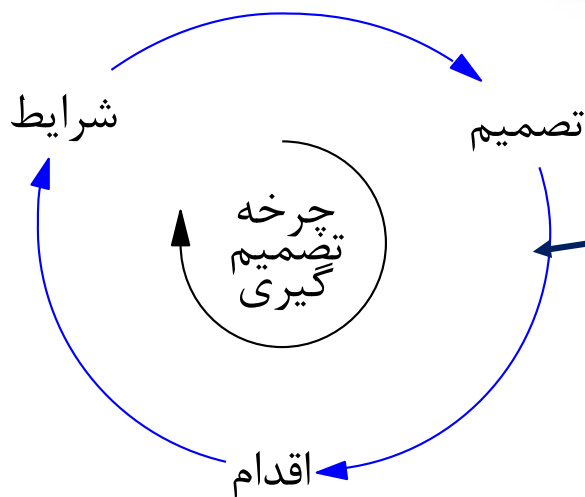 شرایط
تصمیم
چرخه
تصمیم
گیری
اقدام